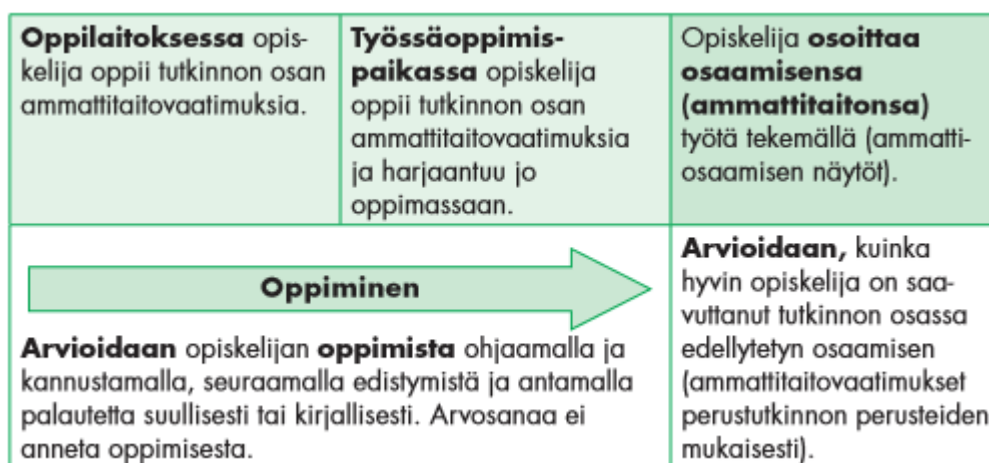 Oppilaitoksessa opis-
kelija oppii tutkinnon osan
ammattitaitovaatimuksia.
Työssäoppimis-
paikassa opiskelija
oppii tutkinnon osan
ammattitaitovaatimuksia
ja harjaantuu jo
oppimassaan.
Opiskelija osoittaa
osaamisensa
(ammattitaitonsa)
työtä tekemällä (ammatti-
osaamisen näytöt).
Oppiminen
Arvioidaan opiskelijan oppimista ohjaamalla ja
kannustamalla, seuraamalla edistymistä ja antamalla
palautetta suullisesti tai kirjallisesti. Arvosanaa ei
anneta oppimisesta.
Arvioidaan, kuinka
hyvin opiskelija on saa-
vuttanut tutkinnon osassa
edellytetyn osaamisen
(ammattitaitovaatimukset
perustutkinnon perusteiden
mukaisesti).